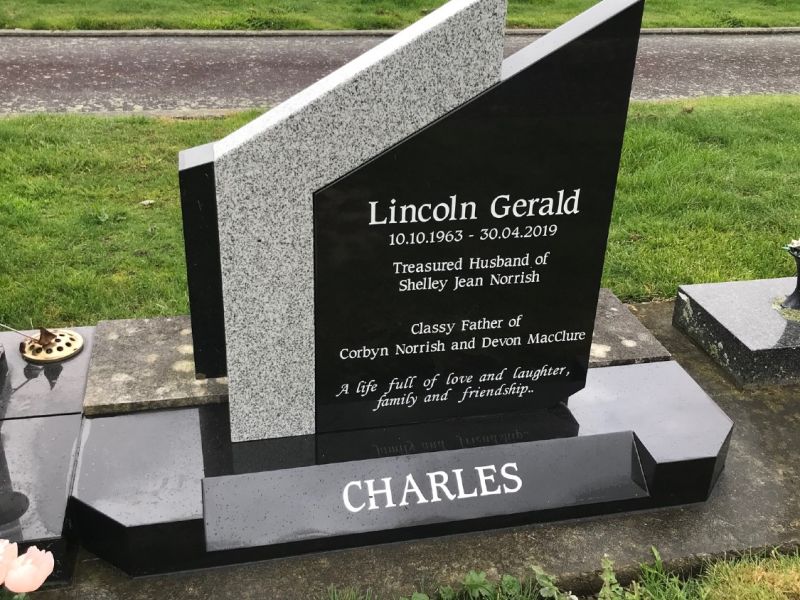 Lincoln Gerald
10.10.1963 - 30.04.2019
Treasured Husband of
Shelley Jean Norrish
Classy Father of
Corbyn Norrish and Devon MacClure
A life full of love and laughter,
family and friendship..
CHARLES